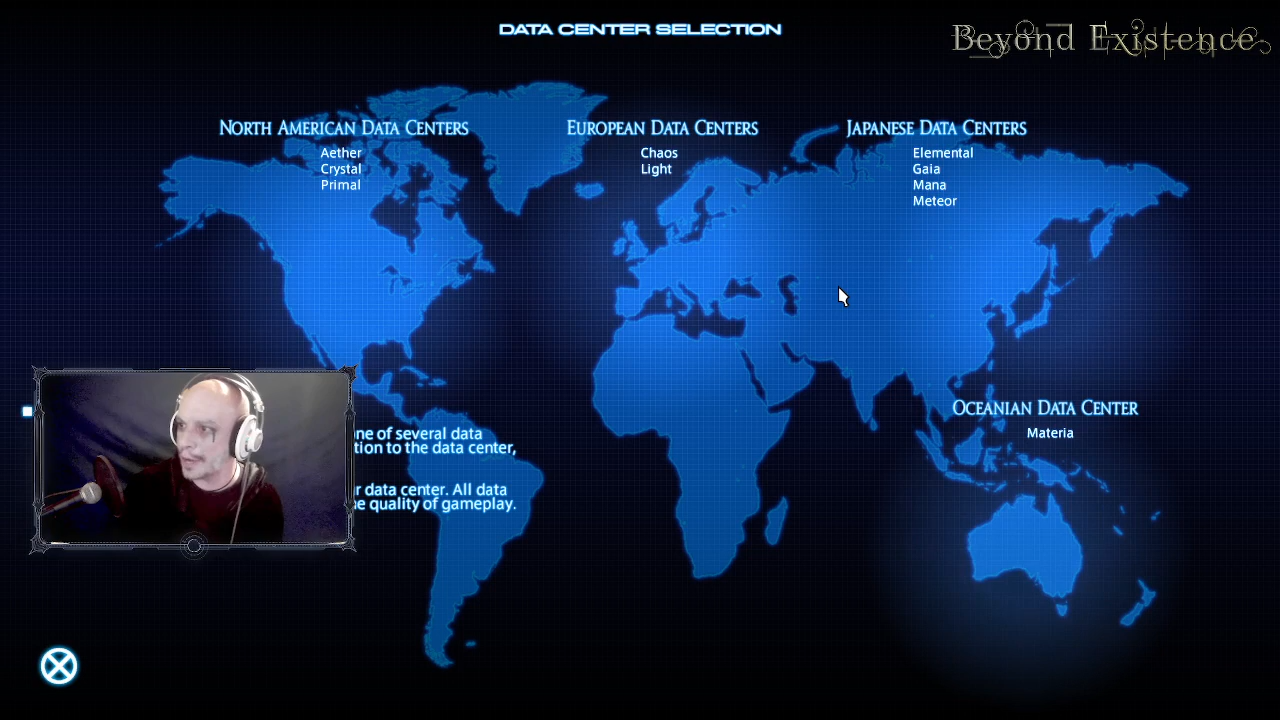 DATA CENTER SELECTION
Beyond Existence
NORTH AMERICAN DATA CENTERS
Aether
Crystal
Primal
EUROPEAN DATA CENTERS
Chaos
Light
JAPANESE DATA CENTERS
Elemental
Gaia
Mana
Meteor
OCEANIAN DATA CENTER
Materia
of several data
to the data center,
data center. All data
quality of gameplay.